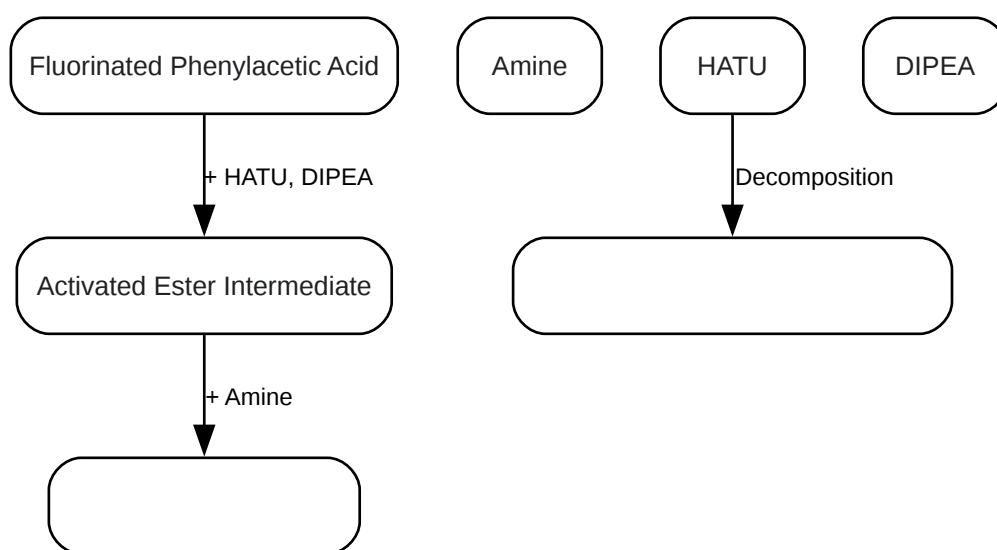 Fluorinated Phenylacetic Acid
Amine
HATU
DIPEA
+ HATU, DIPEA
Decomposition
Activated Ester Intermediate
+ Amine